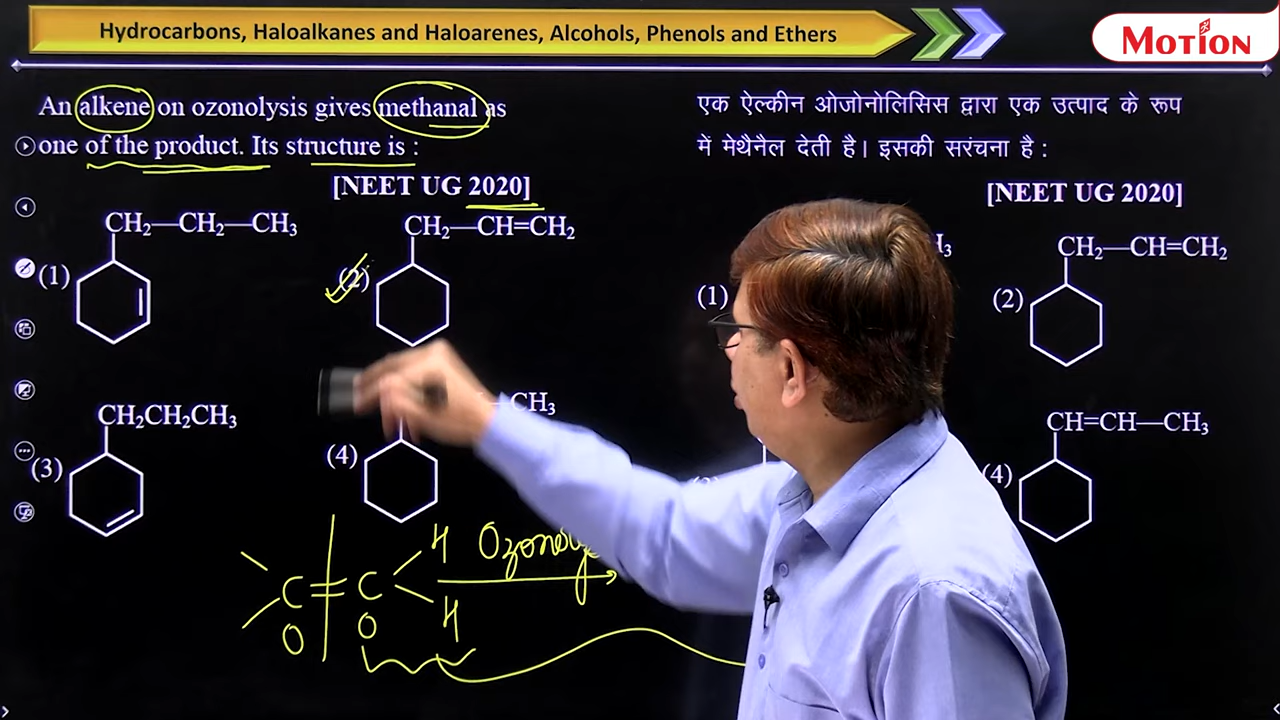 Hydrocarbons, Haloalkanes and Haloarenes, Alcohols, Phenols and Ethers
MOTION
An alkene on ozonolysis gives methanal as
one of the product. Its structure is :
[NEET UG 2020]
CH₂—CH₂—CH₃
(1)
CH₂—CH=CH₂
(2)
CH₂CH₂CH₃
(3)
CH₃
(4)
C=C
H
H
O
O
एक ऐल्कीन ओजोनोलिसिस द्वारा एक उत्पाद के रूप
में मेथैनैल देती है। इसकी सरंचना है :
[NEET UG 2020]
(1)
CH₂—CH=CH₂
(2)
CH=CH—CH₃
(4)